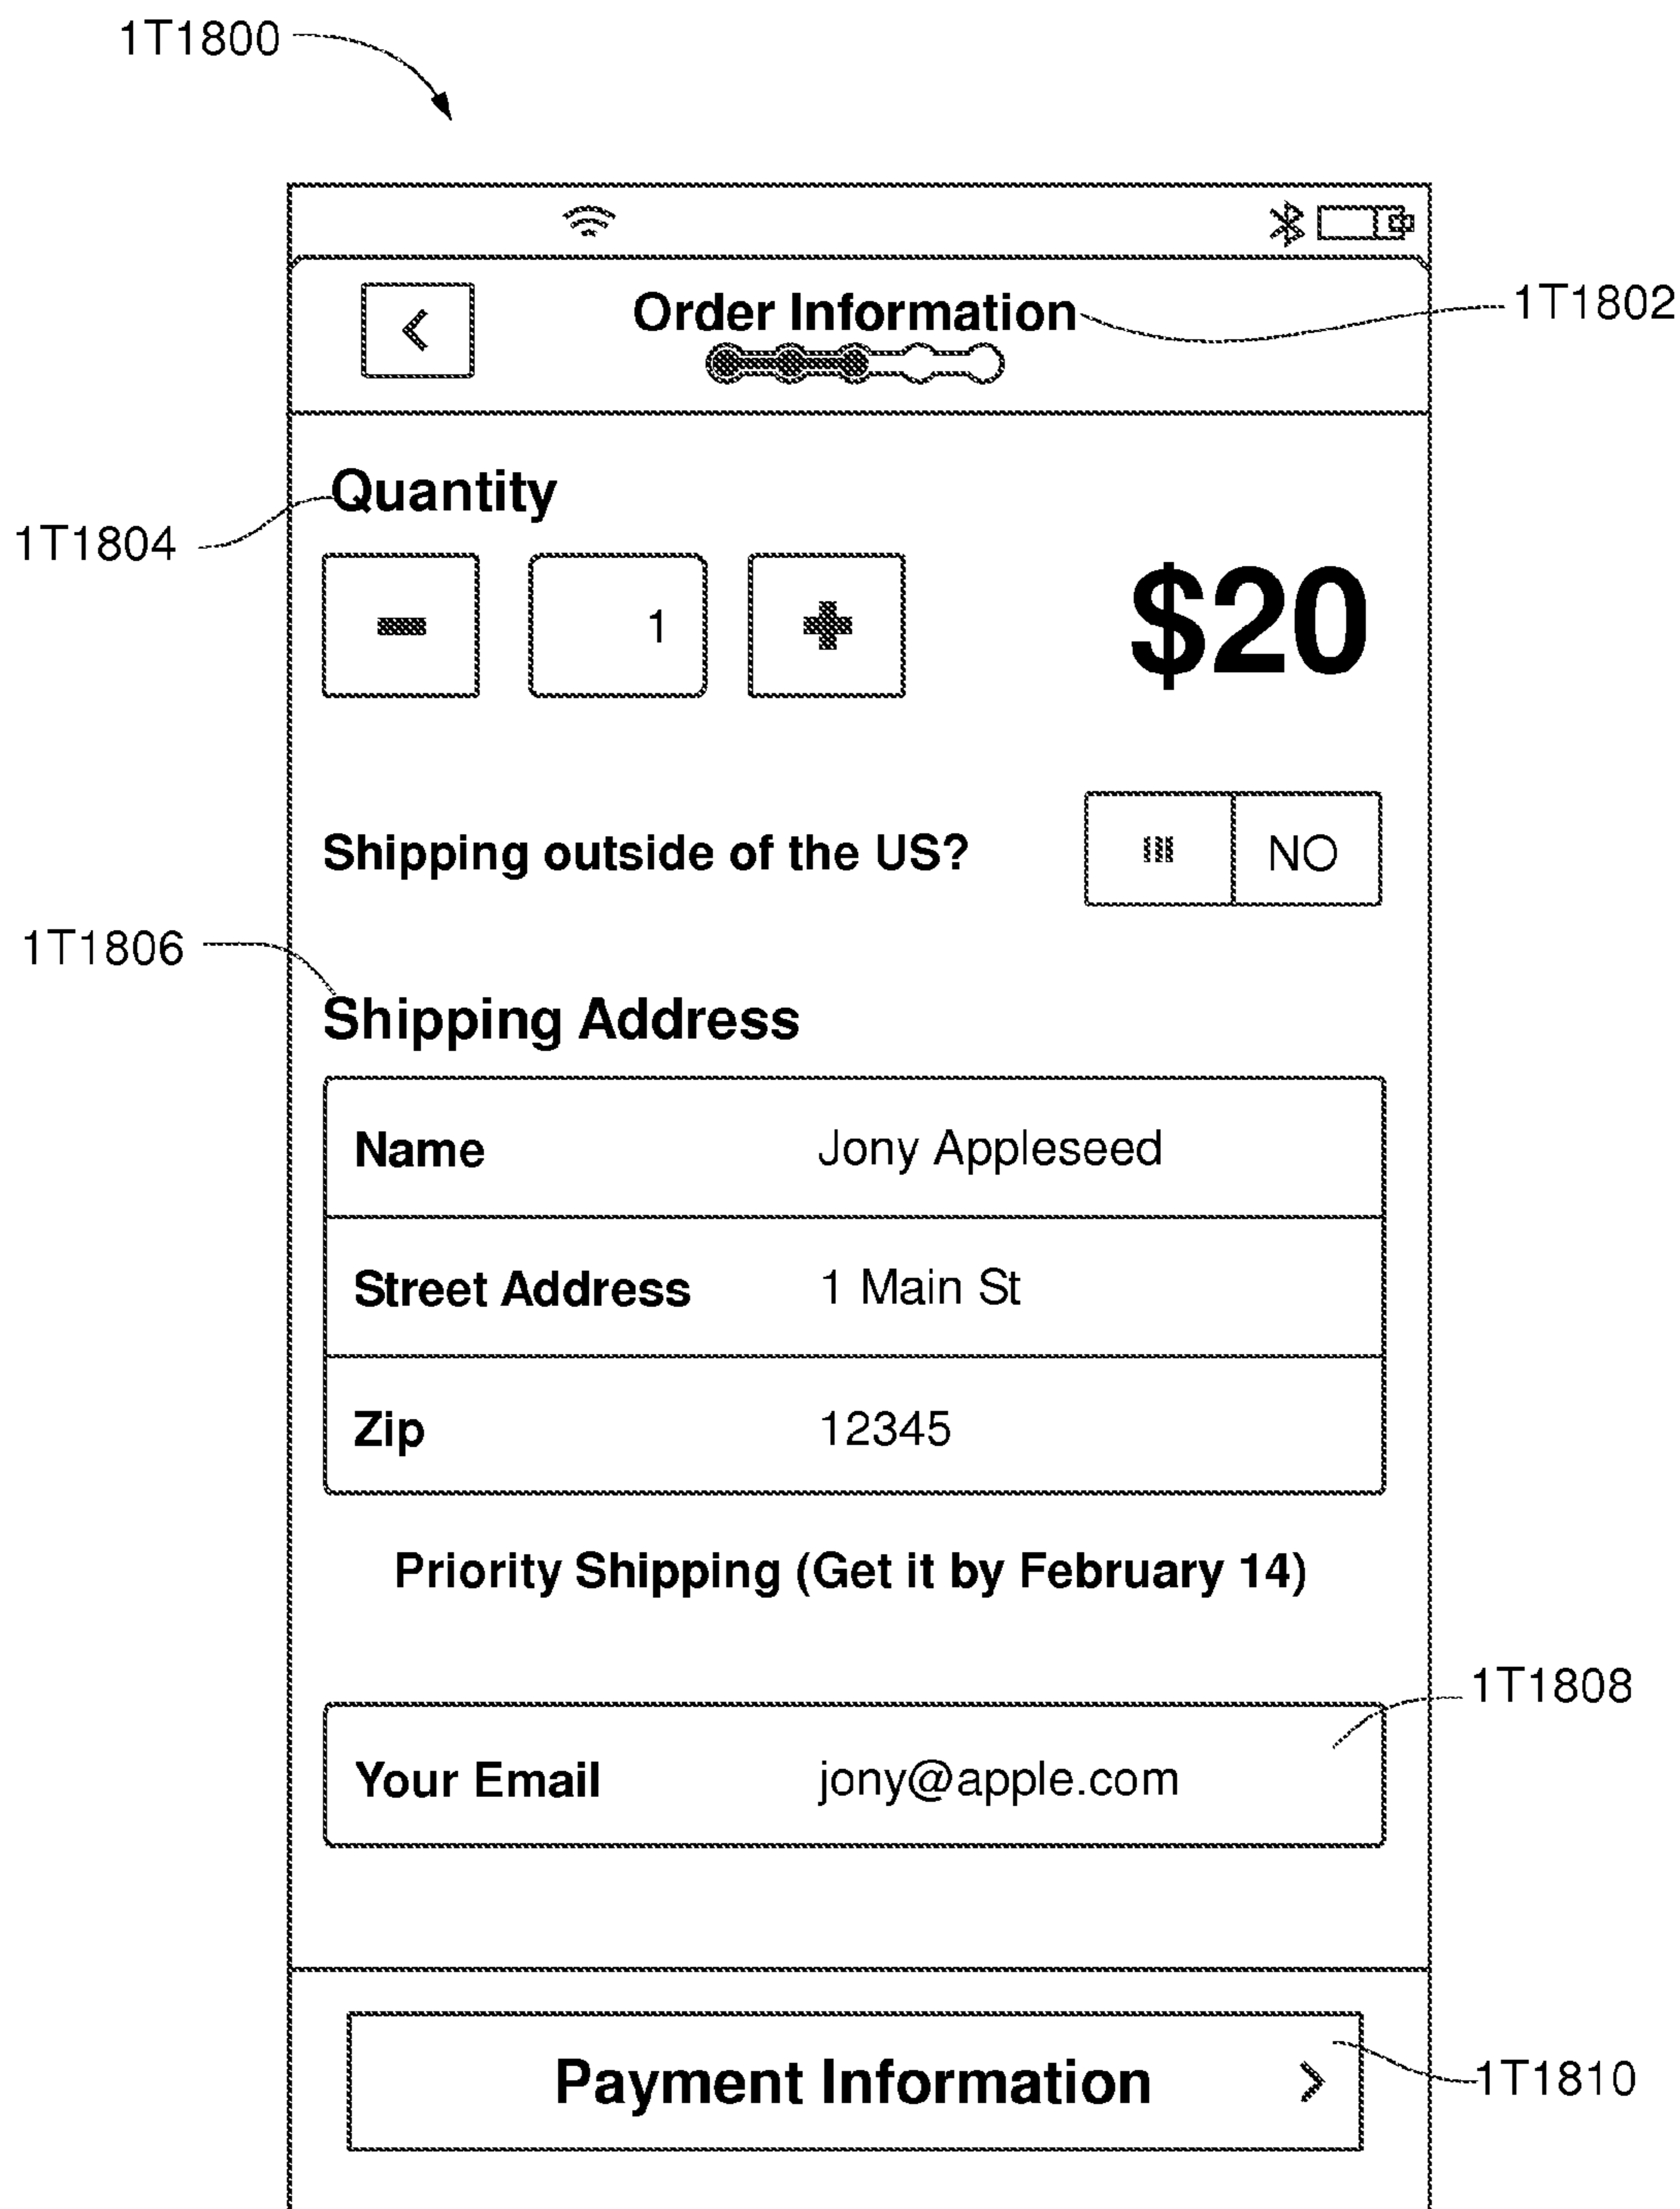 1T1800
Order Information
1T1802
Quantity
1T1804
1
$20
Shipping outside of the US?
NO
1T1806
Shipping Address
Name Jony Appleseed
Street Address 1 Main St
Zip 12345
Priority Shipping (Get it by February 14)
1T1808
Your Email jony@apple.com
Payment Information
1T1810